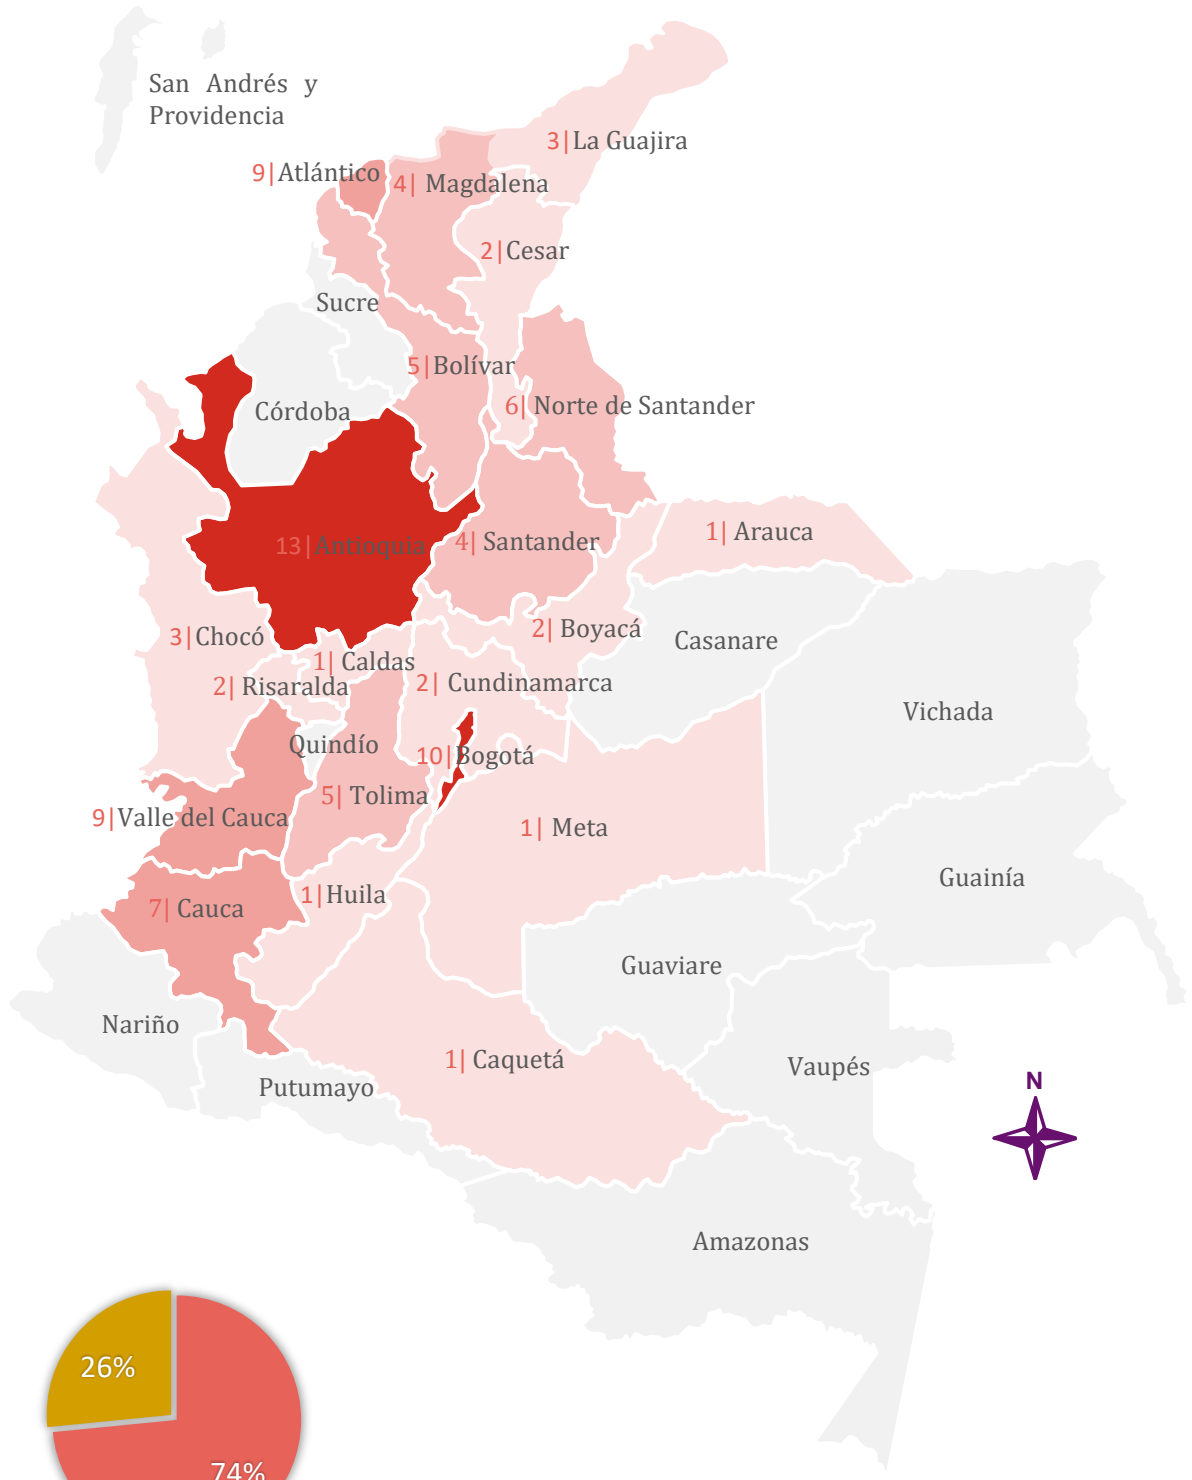 San Andrés y
Providencia
3|La Guajira
9|Atlántico
4| Magdalena
2|Cesar
Sucre
5|Bolívar
6| Norte de Santander
Córdoba
1| Arauca
13|Antioquia
4| Santander
3|Chocó
2| Boyacá
Casanare
1| Caldas
2| Risaralda
2| Cundinamarca
Vichada
Quindío
10|Bogotá
5| Tolima
9|Valle del Cauca
1| Meta
Guainía
1|Huila
7| Cauca
Guaviare
Nariño
1| Caquetá
Vaupés
Putumayo
N
Amazonas
26%
74%